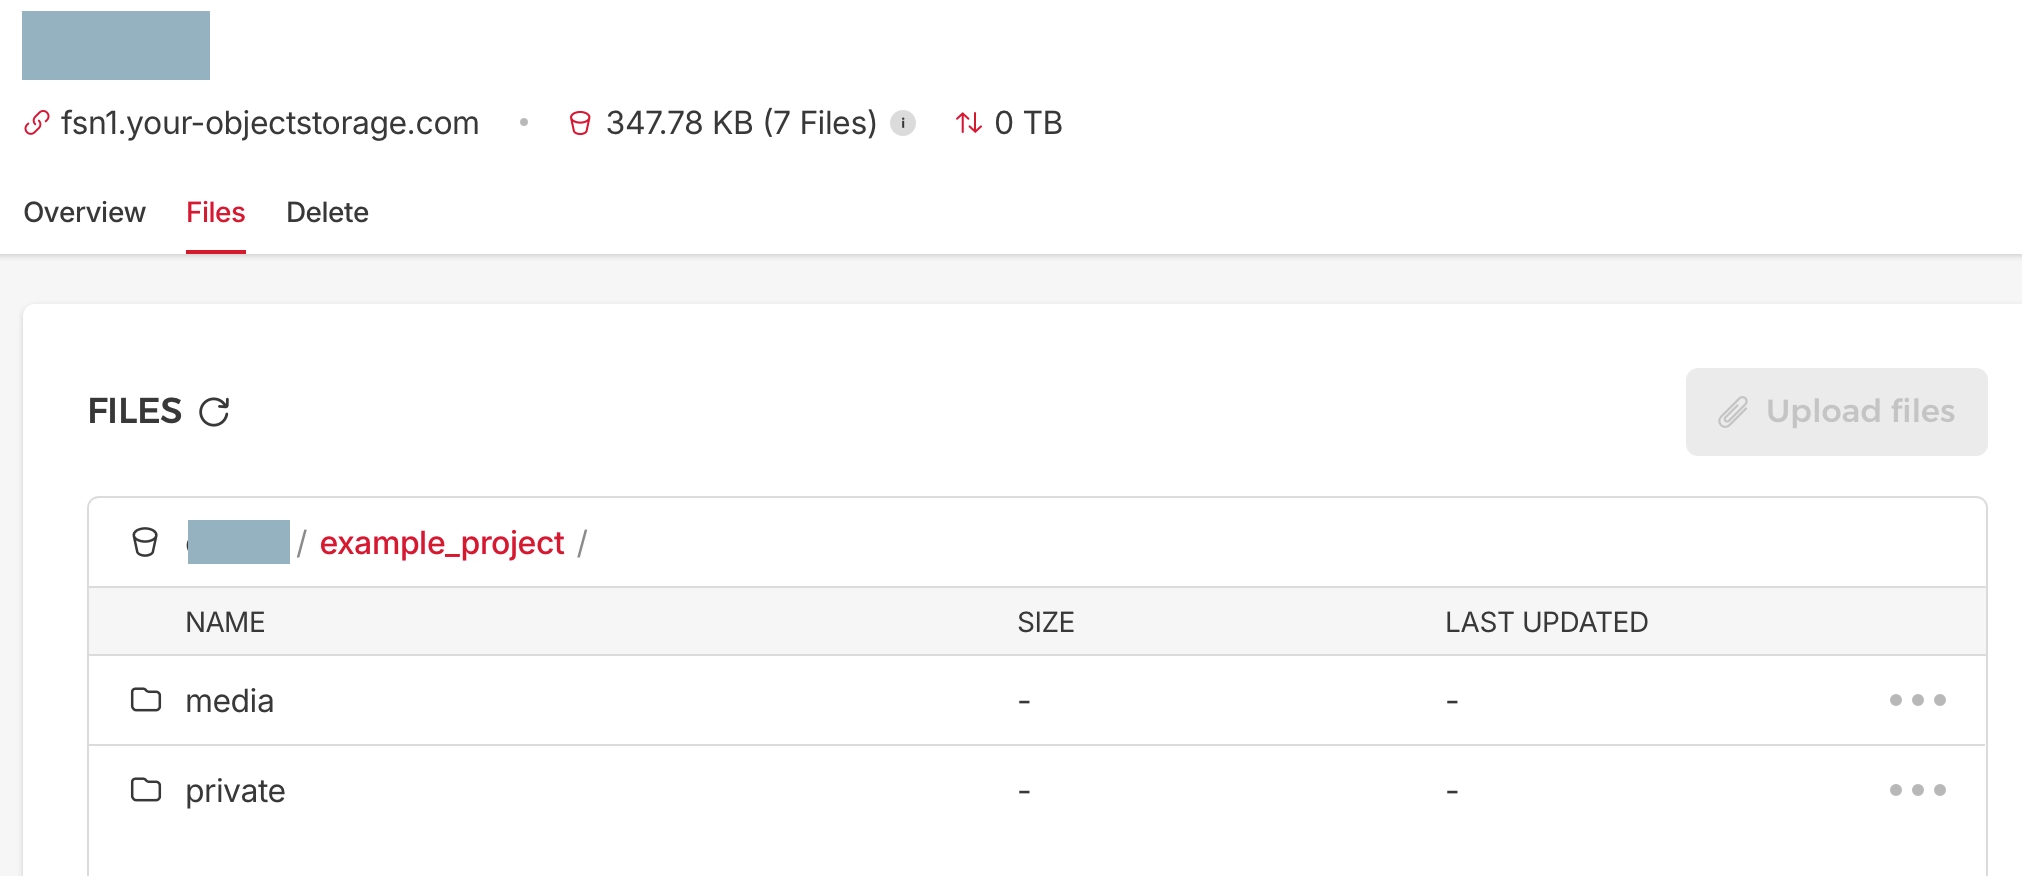 fsn1.your-objectstorage.com • 347.78 KB (7 Files) i 0 TB
Overview Files Delete
FILES Upload files
/ example_project /
NAME SIZE LAST UPDATED
media - -
private - -